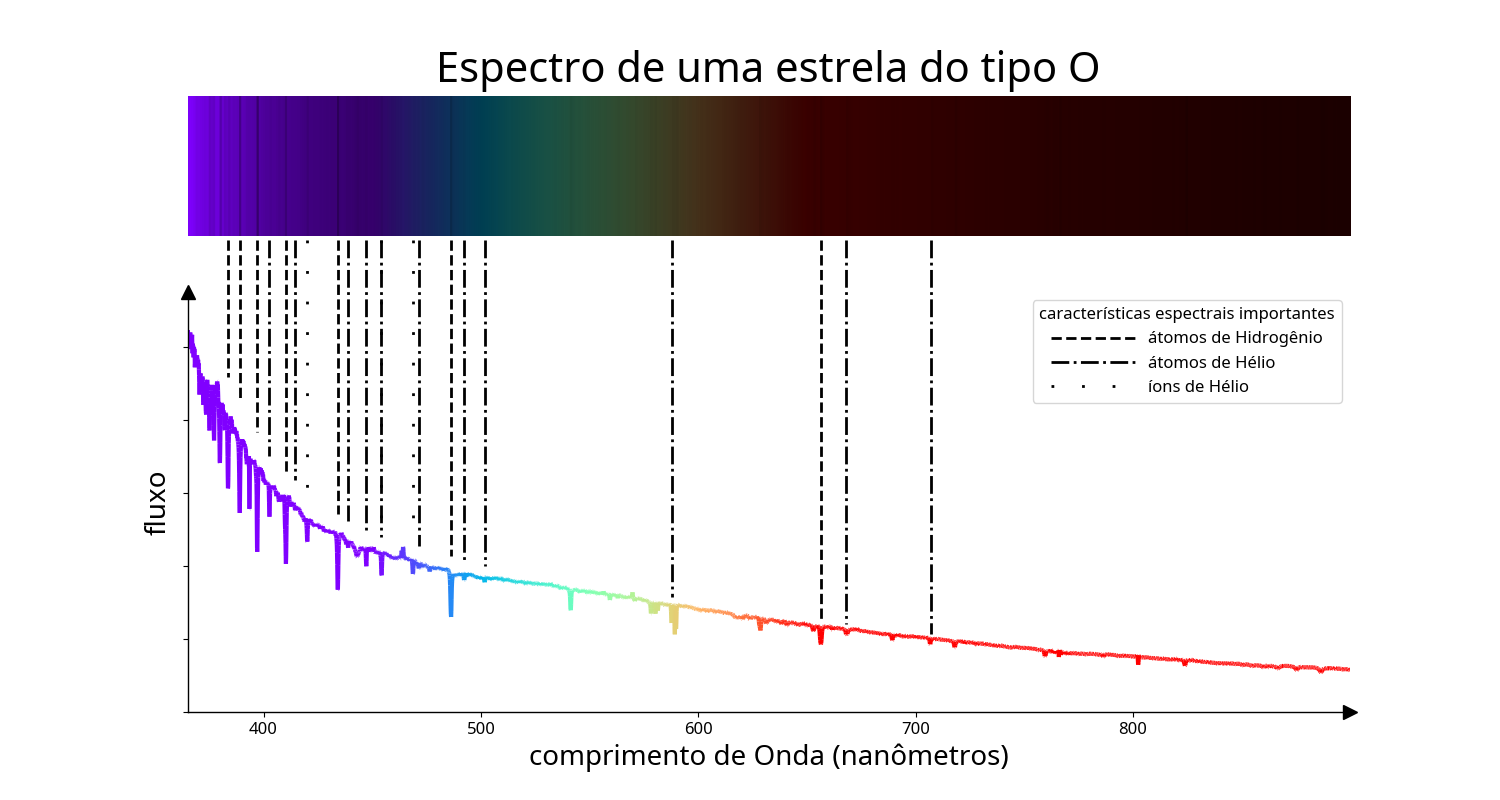 Espectro de uma estrela do tipo O
características espectrais importantes
átomos de Hidrogênio
átomos de Hélio
íons de Hélio
fluxo
400 500 600 700 800
comprimento de Onda (nanômetros)